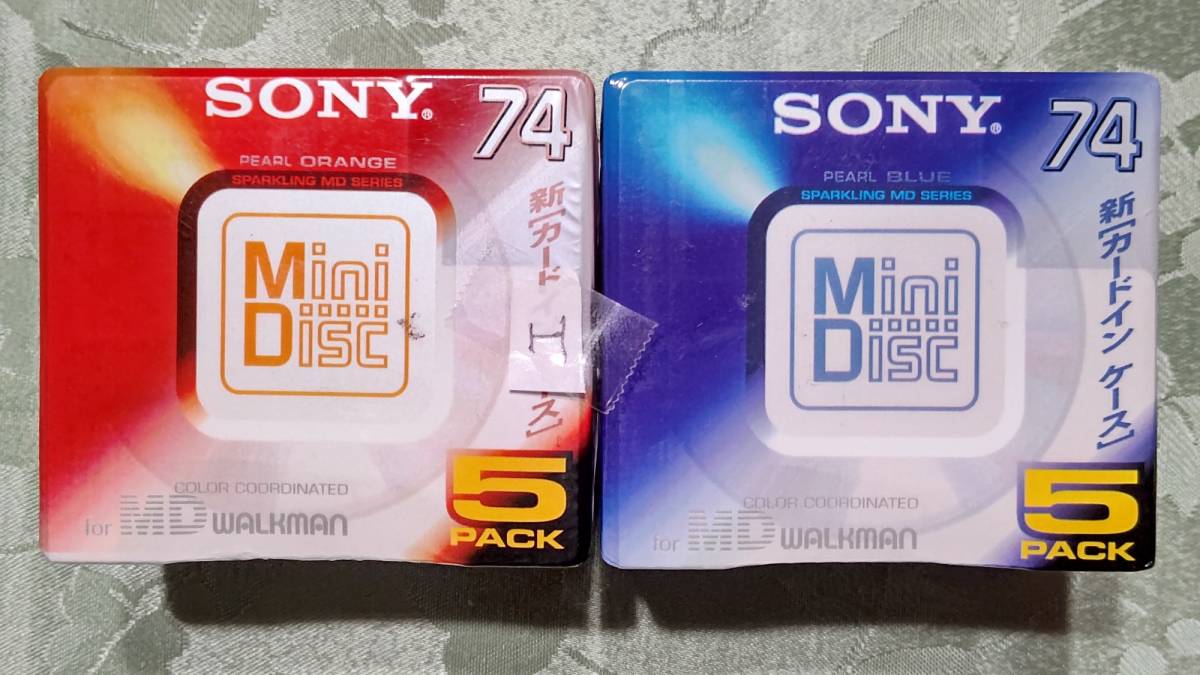 SONY®
74
PEARL ORANGE
SPARKLING MD SERIES
Mini
Disc
新[カード
エ
ース]
COLOR COORDINATED
for MD WALKMAN
5
PACK
SONY®
74
PEARL BLUE
SPARKLING MD SERIES
Mini
Disc
新[カードイン ケース]
COLOR COORDINATED
for MD WALKMAN
5
PACK